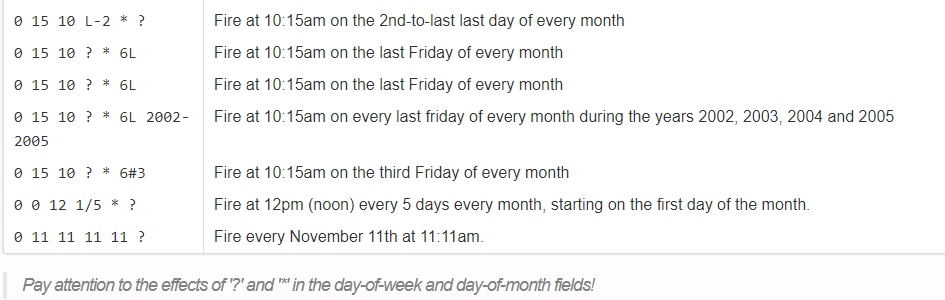 0 15 10 L-2 * ? Fire at 10:15am on the 2nd-to-last last day of every month
0 15 10 ? * 6L Fire at 10:15am on the last Friday of every month
0 15 10 ? * 6L Fire at 10:15am on the last Friday of every month
0 15 10 ? * 6L 2002- Fire at 10:15am on every last friday of every month during the years 2002, 2003, 2004 and 2005
2005
0 15 10 ? * 6#3 Fire at 10:15am on the third Friday of every month
0 0 12 1/5 * ? Fire at 12pm (noon) every 5 days every month, starting on the first day of the month.
0 11 11 11 11 ? Fire every November 11th at 11:11am.
Pay attention to the effects of '?' and '*' in the day-of-week and day-of-month fields!